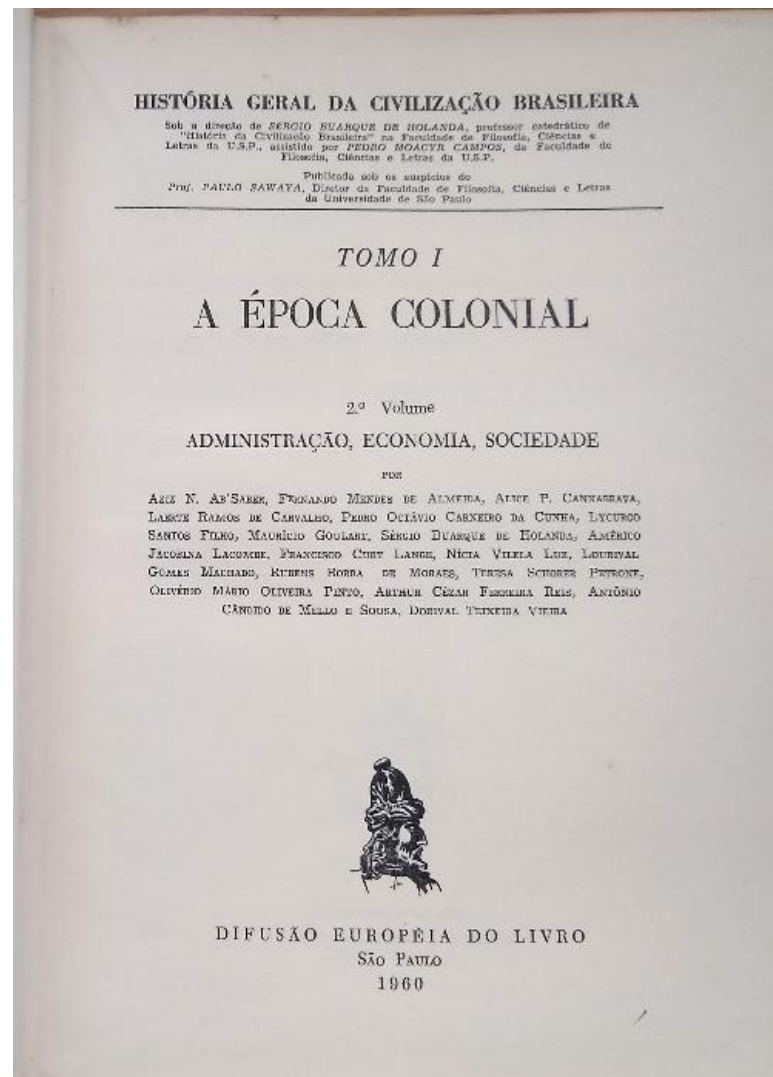 HISTÓRIA GERAL DA CIVILIZAÇÃO BRASILEIRA
Sob a direção de SÉRGIO BUARQUE DE HOLANDA, professor catedrático de
"História da Civilização Brasileira" na Faculdade de Filosofia, Ciências e
Letras da U.S.P., assistido por PEDRO MOACYR CAMPOS, da Faculdade de
Filosofia, Ciências e Letras da U.S.P.
Publicada sob os auspícios do
Prof. PAULO SAWAYA, Diretor da Faculdade de Filosofia, Ciências e Letras
da Universidade de São Paulo
TOMO I
A ÉPOCA COLONIAL
2.º Volume
ADMINISTRAÇÃO, ECONOMIA, SOCIEDADE
POR
AZIZ N. AB'SABER, FERNANDO MENDES DE ALMEIDA, ALICE P. CANNABRAVA,
LAERTE RAMOS DE CARVALHO, PEDRO OCTÁVIO CARNEIRO DA CUNHA, LYCURGO
SANTOS FILHO, MAURÍCIO GOULART, SÉRGIO BUARQUE DE HOLANDA, AMÉRICO
JACOBINA LACOMBE, FRANCISCO CURT LANGE, NÍCIA VILELA LUZ, LOURIVAL
GOMES MACHADO, RUBENS BORBA DE MORAES, TERESA SCHORER PETRONE,
OLIVÉRIO MÁRIO OLIVEIRA PINTO, ARTHUR CÉZAR FERREIRA REIS, ANTÔNIO
CÂNDIDO DE MELLO E SOUSA, DORIVAL TEIXEIRA VIEIRA
DIFUSÃO EUROPÉIA DO LIVRO
SÃO PAULO
1960